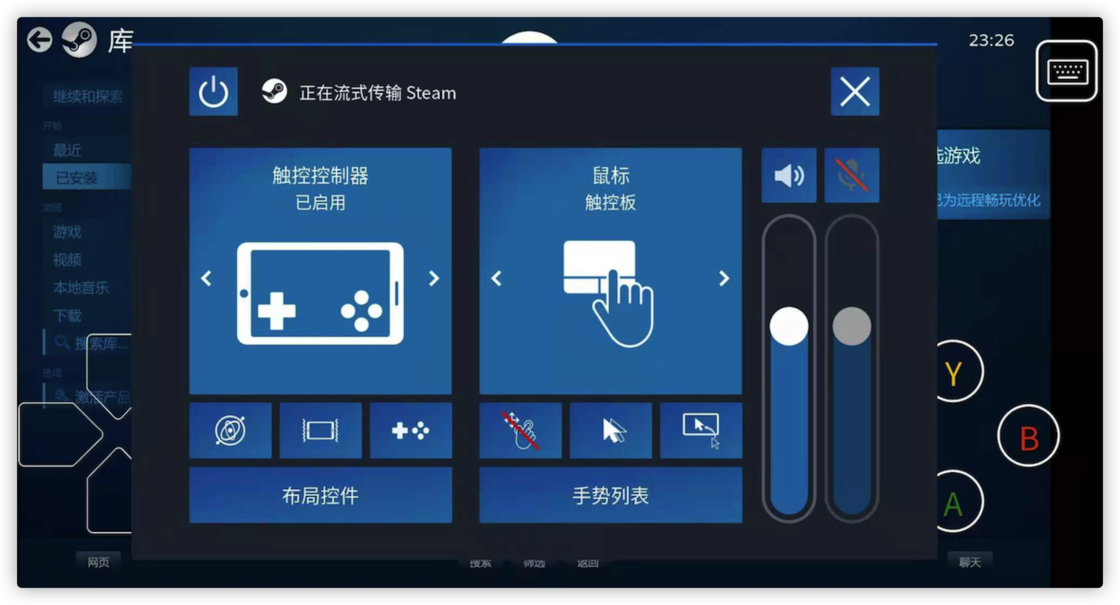 库
23:26
正在流式传输 Steam
继续和探索
开始
最近
已安装
浏览
游戏
视频
本地音乐
下载
搜索库...
选项
激活产品
触控控制器
已启用
鼠标
触控板
选游戏
已为远程畅玩优化
布局控件
手势列表
Y
B
A
网页
搜索
筛选
返回
聊天